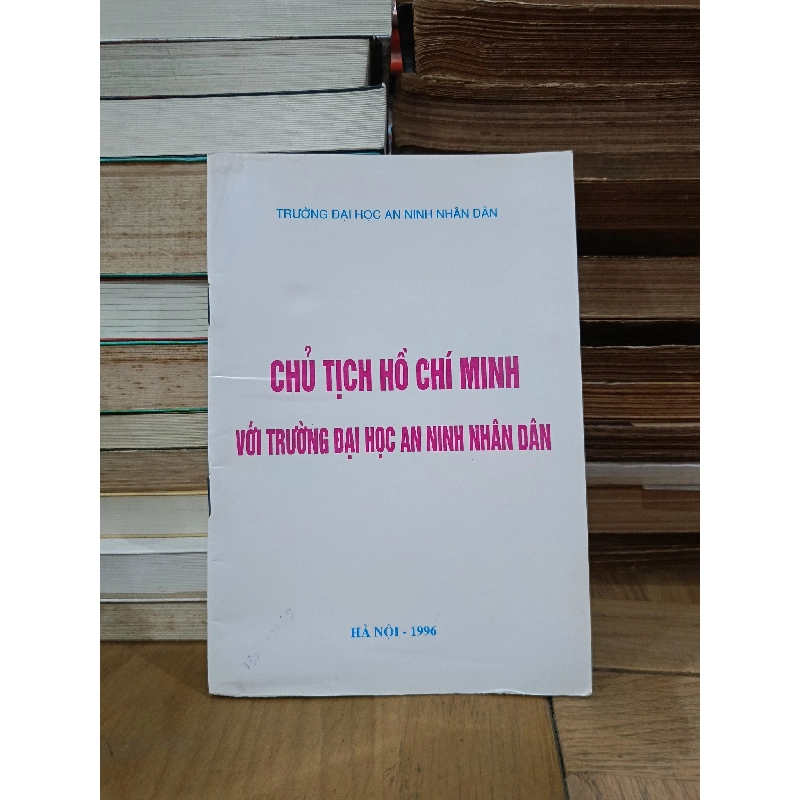 TRƯỜNG ĐẠI HỌC AN NINH NHÂN DÂN
CHỦ TỊCH HỒ CHÍ MINH
VỚI TRƯỜNG ĐẠI HỌC AN NINH NHÂN DÂN
HÀ NỘI - 1996